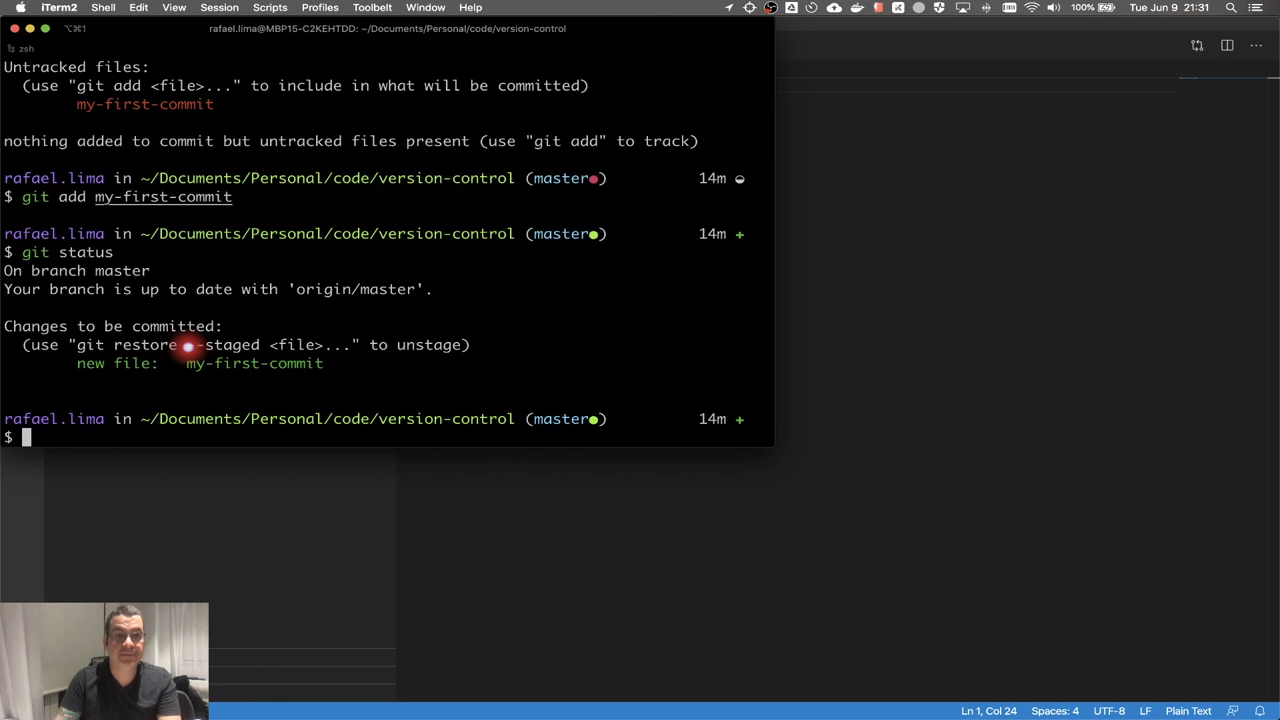 iTerm2 Shell Edit View Session Scripts Profiles Toolbelt Window Help 100% Tue Jun 9 21:31
⌥⌘1 rafael.lima@MBP15-C2KEHTDD: ~/Documents/Personal/code/version-control
zsh
Untracked files:
(use "git add <file>..." to include in what will be committed)
my-first-commit
nothing added to commit but untracked files present (use "git add" to track)
rafael.lima in ~/Documents/Personal/code/version-control (master●) 14m
$ git add my-first-commit
rafael.lima in ~/Documents/Personal/code/version-control (master●) 14m +
$ git status
On branch master
Your branch is up to date with 'origin/master'.
Changes to be committed:
(use "git restore --staged <file>..." to unstage)
new file: my-first-commit
rafael.lima in ~/Documents/Personal/code/version-control (master●) 14m +
$
Ln 1, Col 24 Spaces: 4 UTF-8 LF Plain Text